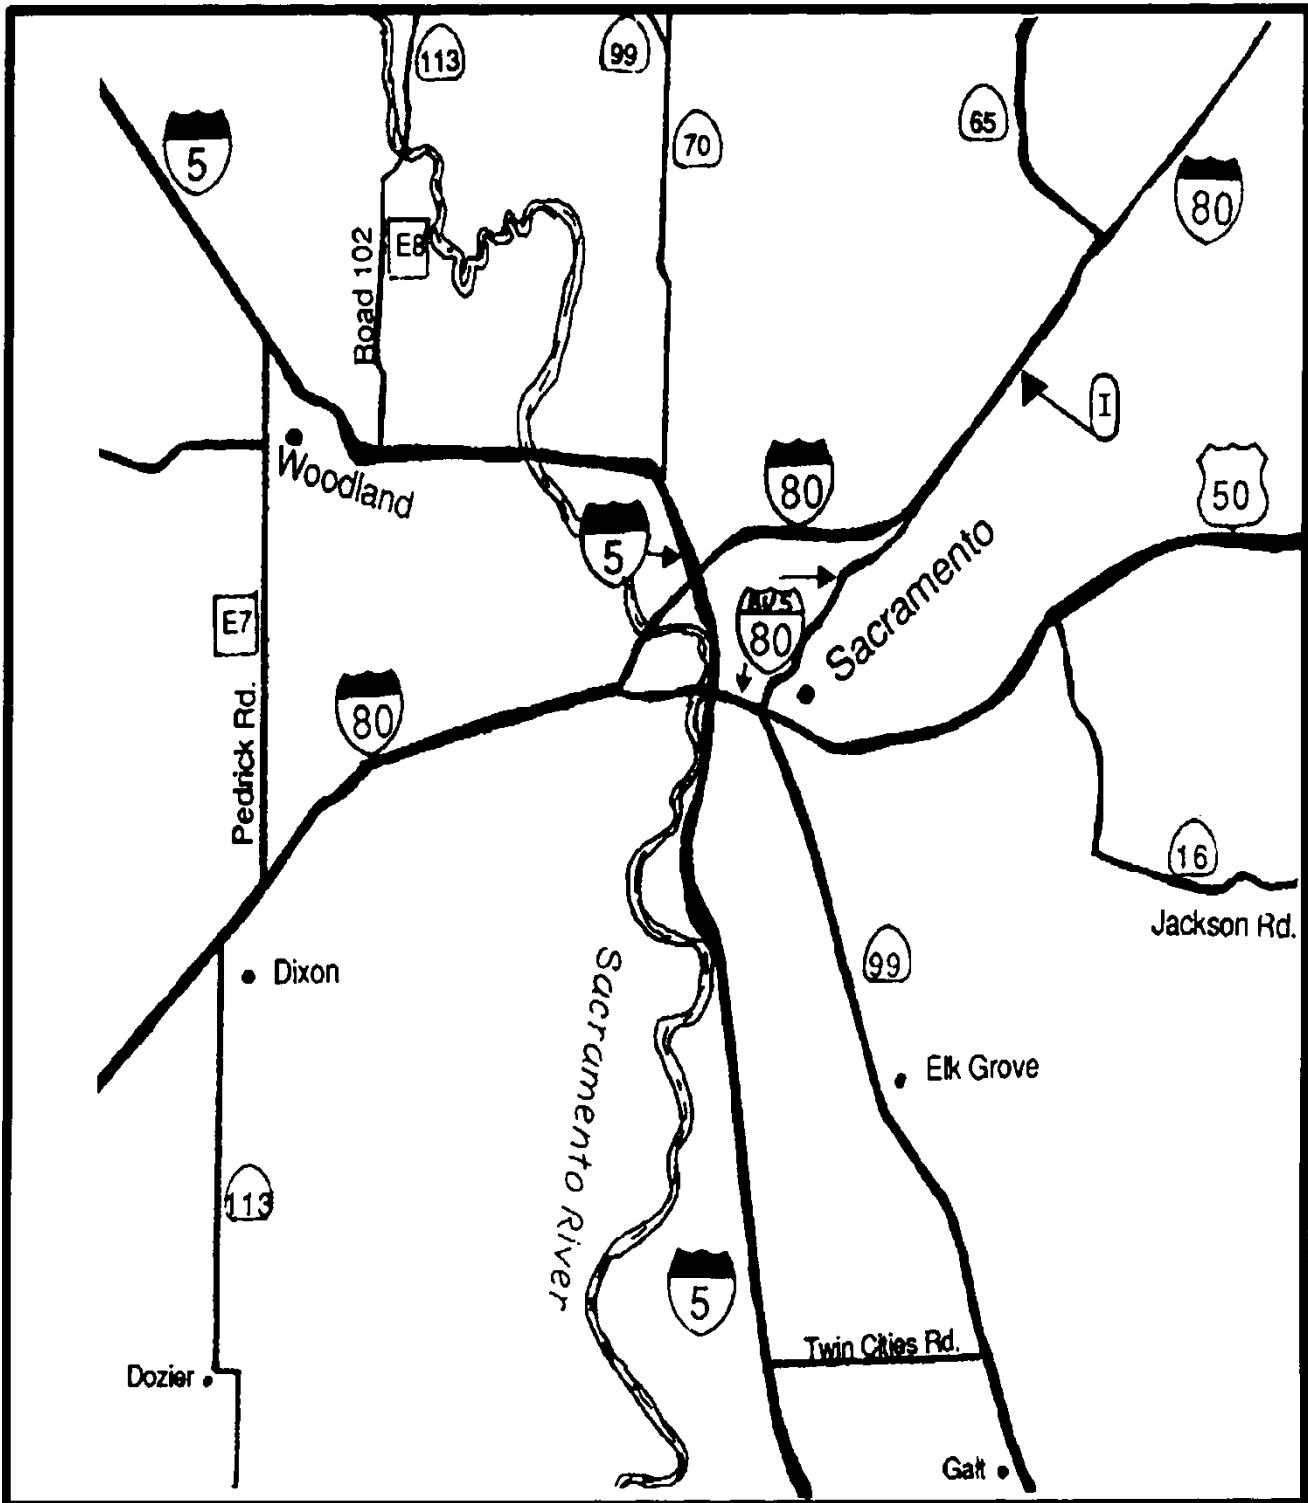 113
99
5
70
65
80
Road 102
E8
I
Woodland
80
50
5
BUS
80
Sacramento
E7
Pedrick Rd.
80
16
Jackson Rd.
Dixon
99
Sacramento River
Elk Grove
113
5
Twin Cities Rd.
Dozier
Galt